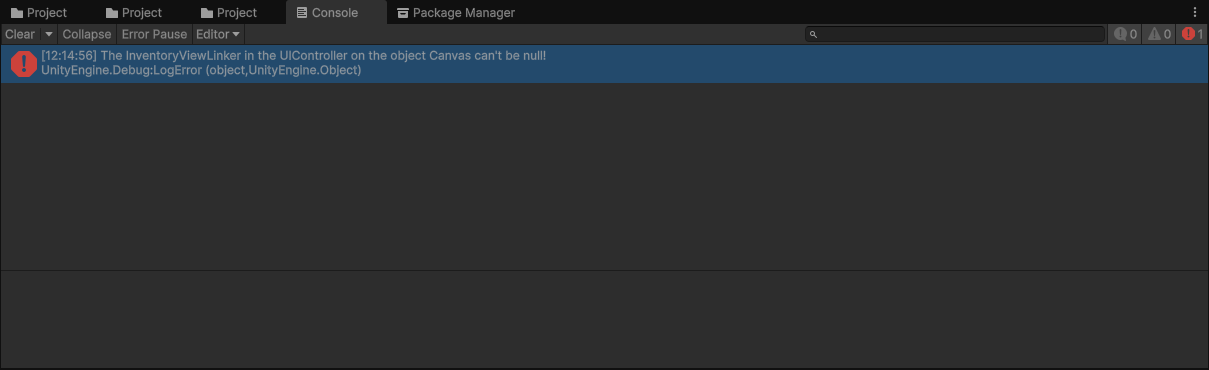 Project Project Project Console Package Manager
Clear Collapse Error Pause Editor 0 0 1
[12:14:56] The InventoryViewLinker in the UIController on the object Canvas can't be null!
UnityEngine.Debug:LogError (object,UnityEngine.Object)